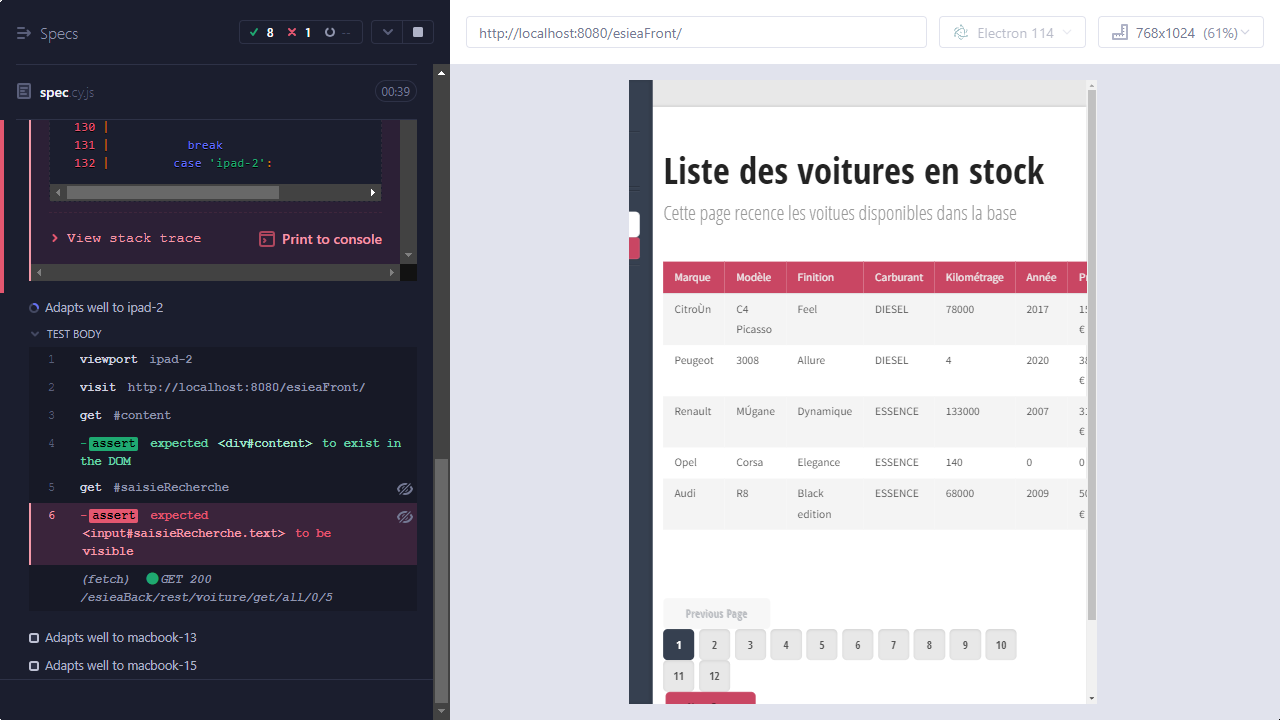 Specs
8 1 --
spec.cy.js
00:39
130 |
131 | break
132 | case 'ipad-2':
> View stack trace
Print to console
Adapts well to ipad-2
TEST BODY
1 viewport ipad-2
2 visit http://localhost:8080/esieaFront/
3 get #content
4 -assert expected <div#content> to exist in
the DOM
5 get #saisieRecherche
6 -assert expected
<input#saisieRecherche.text> to be
visible
(fetch) GET 200
/esieaBack/rest/voiture/get/all/0/5
Adapts well to macbook-13
Adapts well to macbook-15
http://localhost:8080/esieaFront/
Electron 114
768x1024 (61%)
Liste des voitures en stock
Cette page recence les voitues disponibles dans la base
Marque Modèle Finition Carburant Kilométrage Année
CitroÙn C4 Picasso Feel DIESEL 78000 2017
€
Peugeot 3008 Allure DIESEL 4 2020
€
Renault MÚgane Dynamique ESSENCE 133000 2007
€
Opel Corsa Elegance ESSENCE 140 0 0
Audi R8 Black edition ESSENCE 68000 2009
€
Previous Page
1 2 3 4 5 6 7 8 9 10
11 12